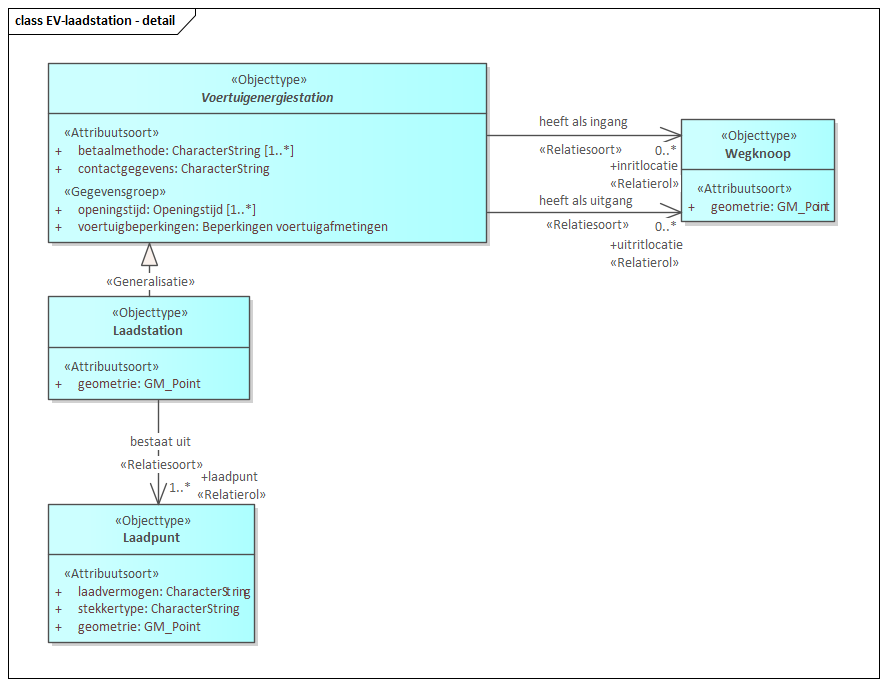 class EV-laadstation - detail
«Objecttype»
Voertuigenergiestation
«Attribuutsoort»
+ betaalmethode: CharacterString [1..*]
+ contactgegevens: CharacterString
«Gegevensgroep»
+ openingstijd: Openingstijd [1..*]
+ voertuigbeperkingen: Beperkingen voertuigafmetingen
heeft als ingang
«Relatiesoort» 0..*
+inritlocatie
«Relatierol»
heeft als uitgang
«Relatiesoort» 0..*
+uitritlocatie
«Relatierol»
«Objecttype»
Wegknoop
«Attribuutsoort»
+ geometrie: GM_Point
«Generalisatie»
«Objecttype»
Laadstation
«Attribuutsoort»
+ geometrie: GM_Point
bestaat uit
«Relatiesoort»
+laadpunt
1..*
«Relatierol»
«Objecttype»
Laadpunt
«Attribuutsoort»
+ laadvermogen: CharacterString
+ stekkertype: CharacterString
+ geometrie: GM_Point